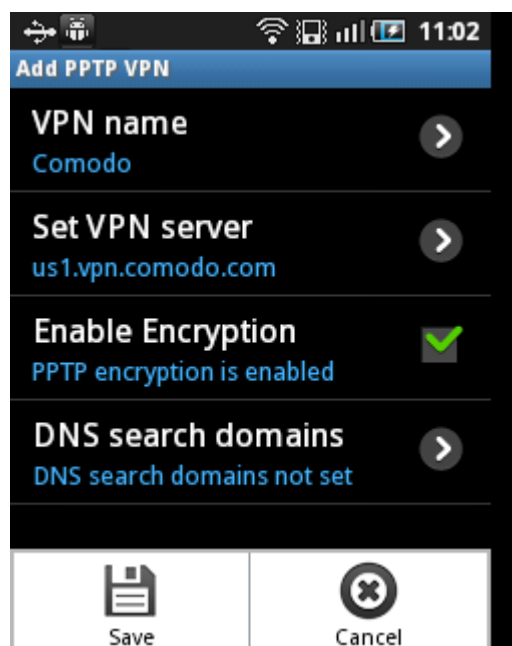 11:02
Add PPTP VPN
VPN name
Comodo
Set VPN server
us1.vpn.comodo.com
Enable Encryption
PPTP encryption is enabled
DNS search domains
DNS search domains not set
Save Cancel